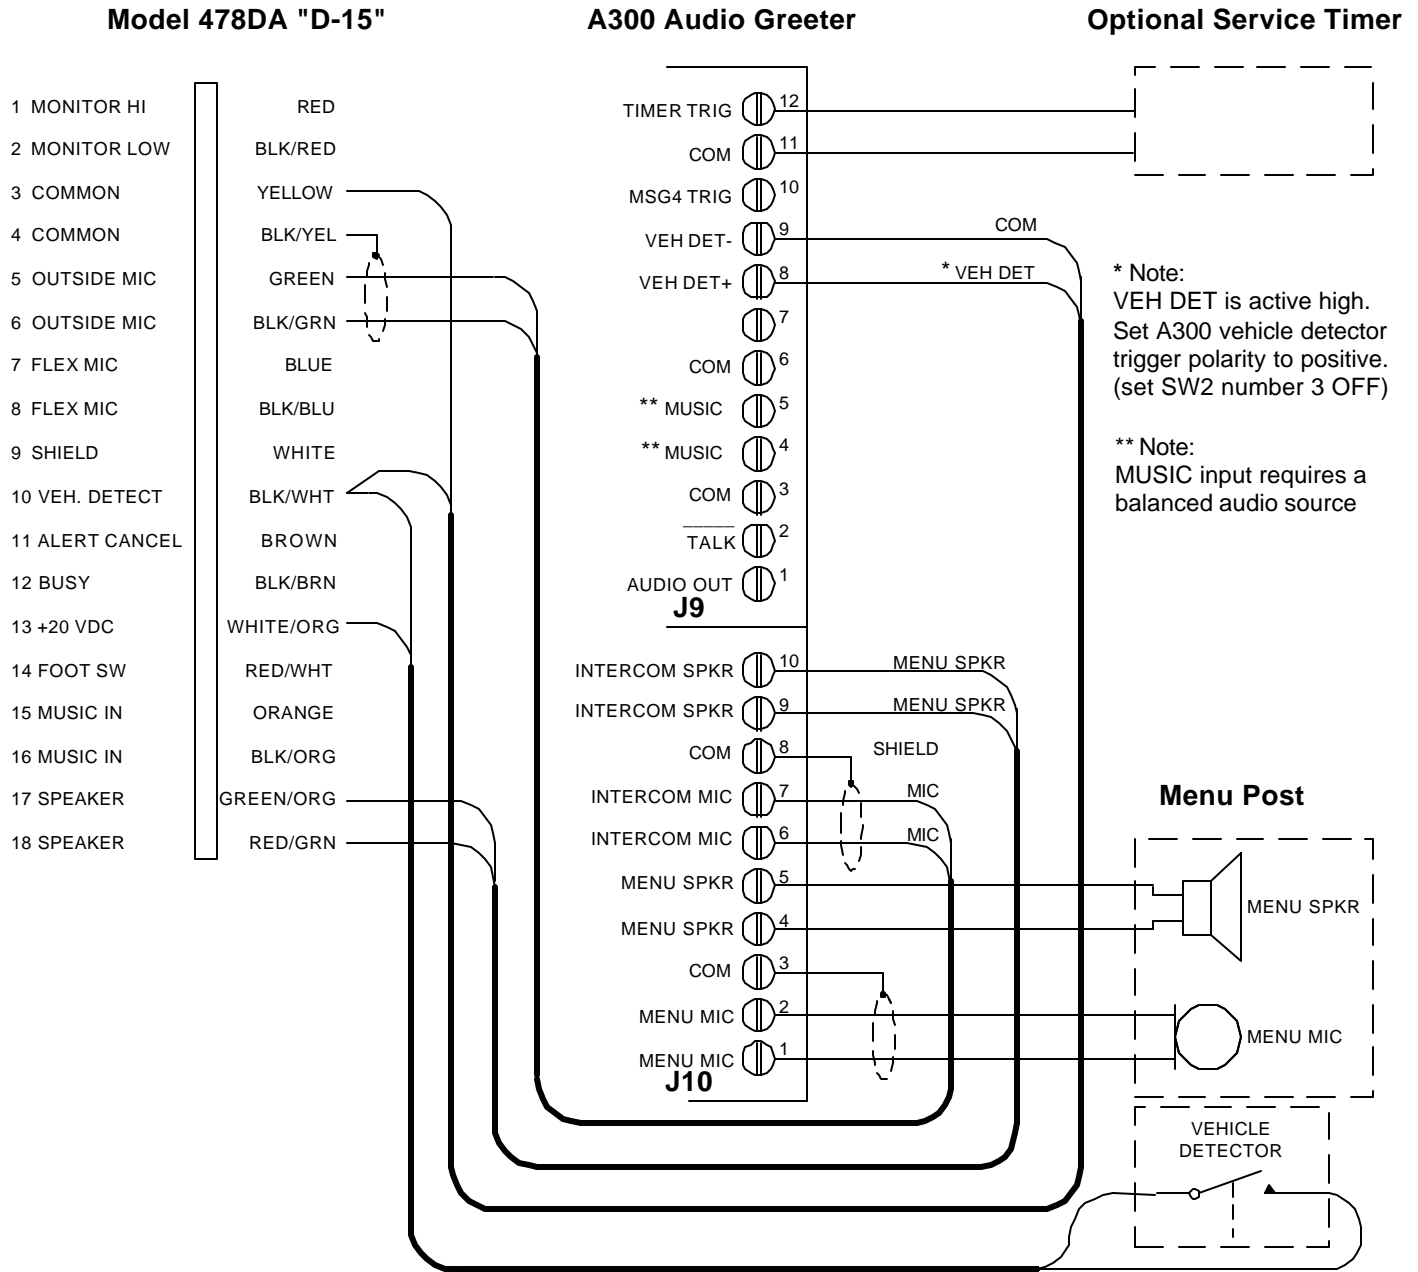 Model 478DA "D-15"
A300 Audio Greeter
Optional Service Timer
1 MONITOR HI RED
2 MONITOR LOW BLK/RED
3 COMMON YELLOW
4 COMMON BLK/YEL
5 OUTSIDE MIC GREEN
6 OUTSIDE MIC BLK/GRN
7 FLEX MIC BLUE
8 FLEX MIC BLK/BLU
9 SHIELD WHITE
10 VEH. DETECT BLK/WHT
11 ALERT CANCEL BROWN
12 BUSY BLK/BRN
13 +20 VDC WHITE/ORG
14 FOOT SW RED/WHT
15 MUSIC IN ORANGE
16 MUSIC IN BLK/ORG
17 SPEAKER GREEN/ORG
18 SPEAKER RED/GRN
TIMER TRIG 12
COM 11
MSG4 TRIG 10
VEH DET- 9 COM
VEH DET+ 8 * VEH DET
7
COM 6
** MUSIC 5
** MUSIC 4
COM 3
TALK 2
AUDIO OUT 1
J9
INTERCOM SPKR 10 MENU SPKR
INTERCOM SPKR 9 MENU SPKR
COM 8 SHIELD
INTERCOM MIC 7 MIC
INTERCOM MIC 6 MIC
MENU SPKR 5
MENU SPKR 4
COM 3
MENU MIC 2
MENU MIC 1
J10
* Note:
VEH DET is active high.
Set A300 vehicle detector
trigger polarity to positive.
(set SW2 number 3 OFF)
** Note:
MUSIC input requires a
balanced audio source
Menu Post
MENU SPKR
MENU MIC
VEHICLE
DETECTOR